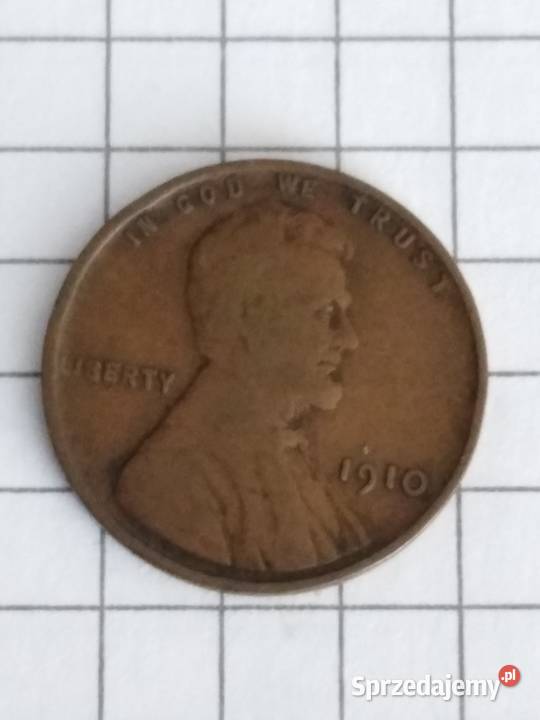 IN GOD WE TRUST
LIBERTY
1910
Sprzedajemy.pl